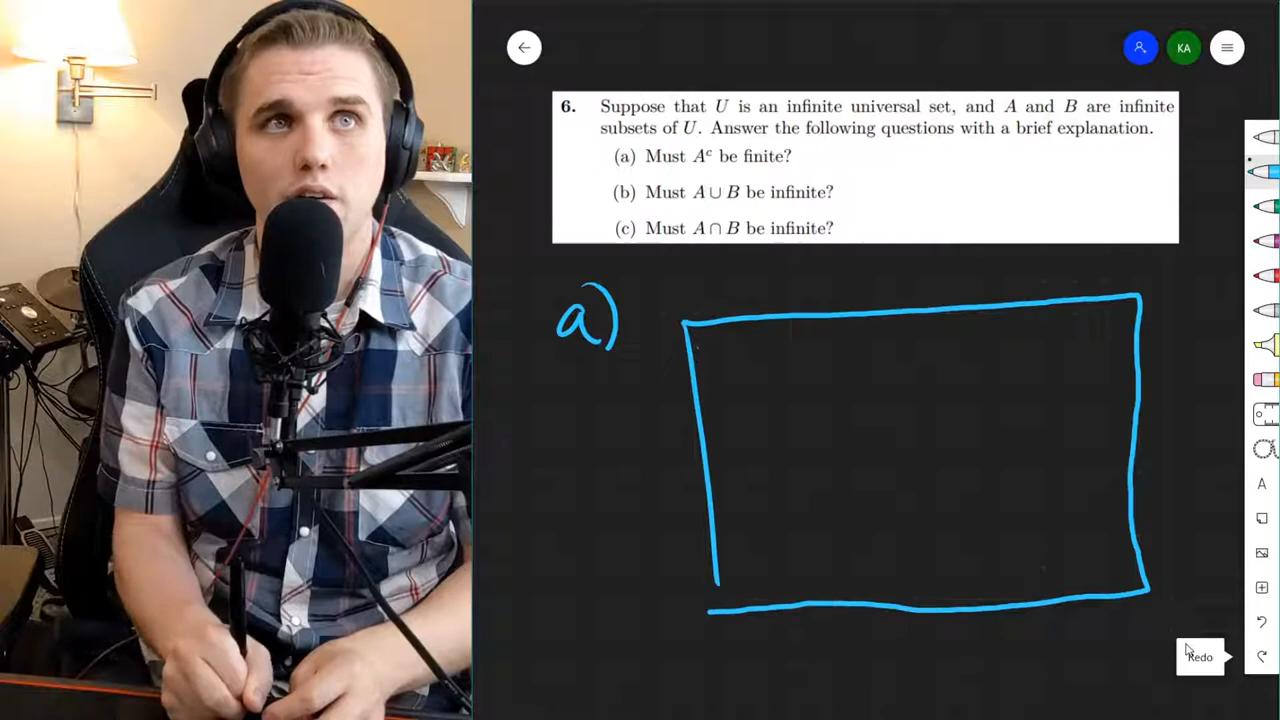 KA
6. Suppose that U is an infinite universal set, and A and B are infinite
subsets of U. Answer the following questions with a brief explanation.
(a) Must Aᶜ be finite?
(b) Must A ∪ B be infinite?
(c) Must A ∩ B be infinite?
a)
A
Redo